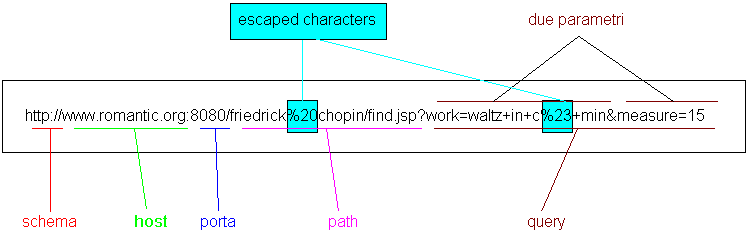 escaped characters due parametri
http://www.romantic.org:8080/friedrick%20chopin/find.jsp?work=waltz+in+c%23+min&measure=15
schema host porta path query